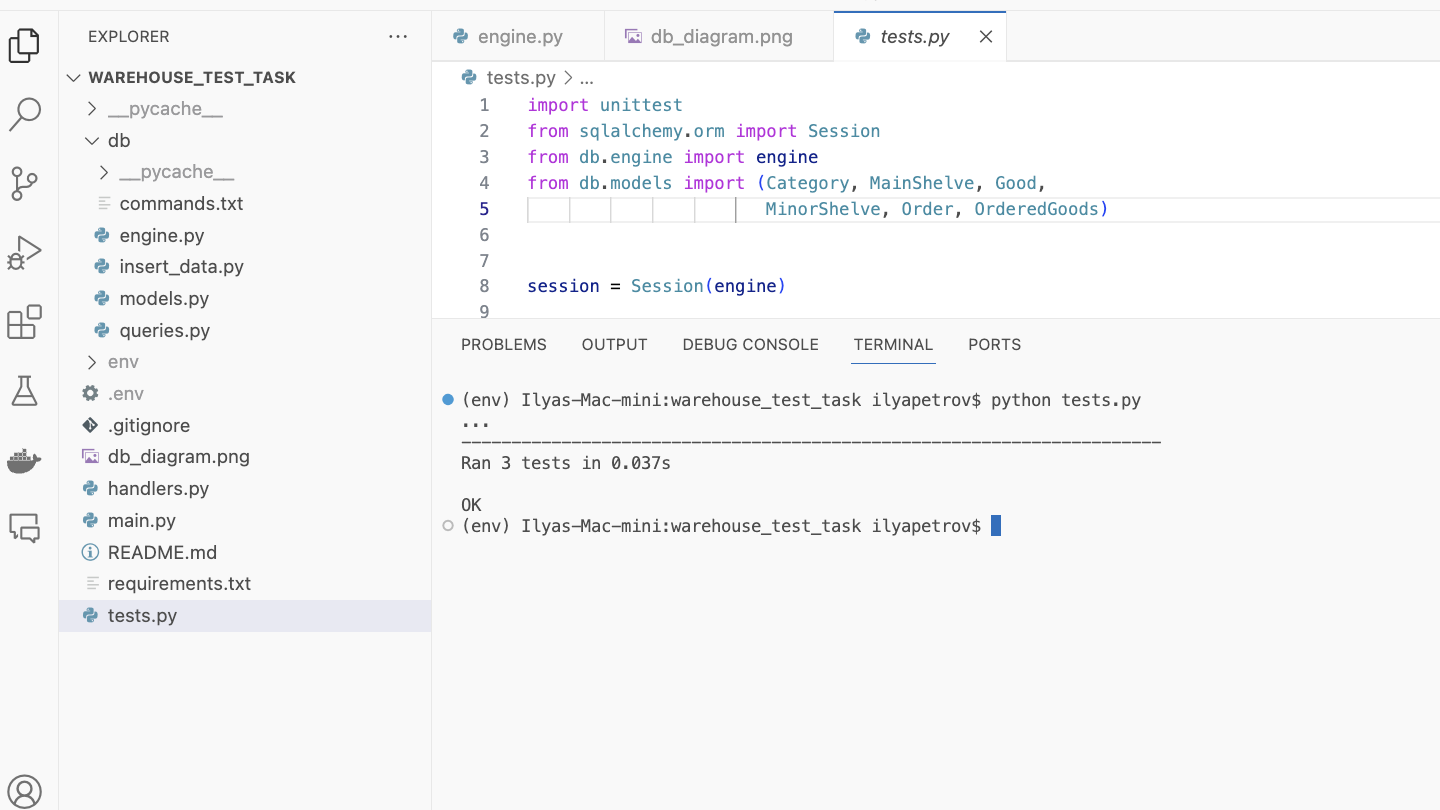 EXPLORER
WAREHOUSE_TEST_TASK
__pycache__
db
__pycache__
commands.txt
engine.py
insert_data.py
models.py
queries.py
env
.env
.gitignore
db_diagram.png
handlers.py
main.py
README.md
requirements.txt
tests.py
engine.py db_diagram.png tests.py
tests.py > ...
1 import unittest
2 from sqlalchemy.orm import Session
3 from db.engine import engine
4 from db.models import (Category, MainShelve, Good,
5 MinorShelve, Order, OrderedGoods)
6
7
8 session = Session(engine)
9
PROBLEMS OUTPUT DEBUG CONSOLE TERMINAL PORTS
(env) Ilyas-Mac-mini:warehouse_test_task ilyapetrov$ python tests.py
...
----------------------------------------------------------------------
Ran 3 tests in 0.037s
OK
(env) Ilyas-Mac-mini:warehouse_test_task ilyapetrov$